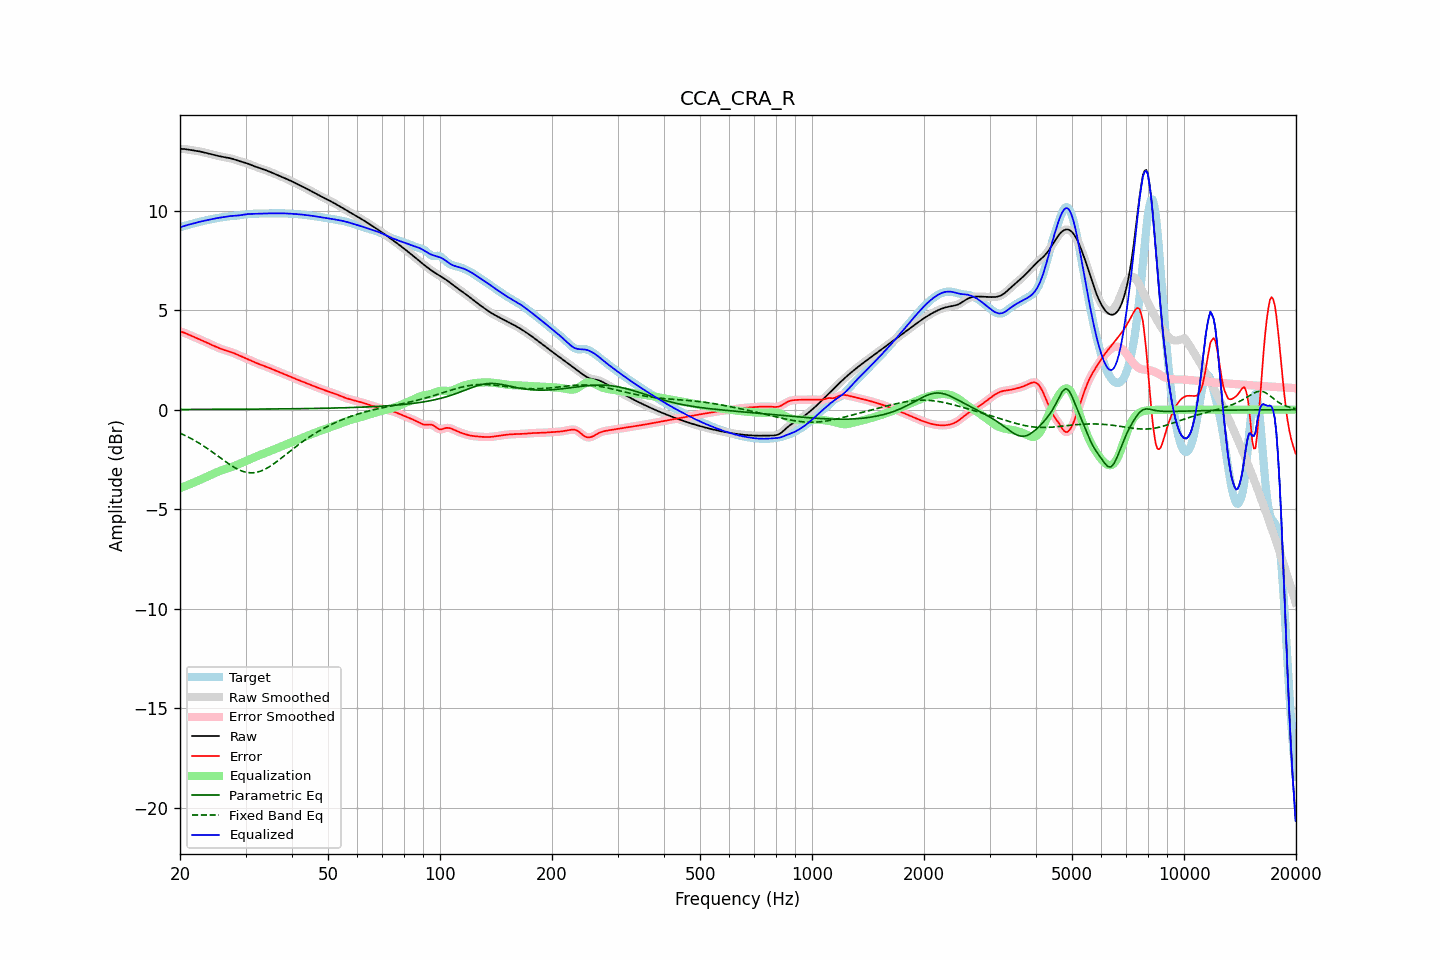 CCA_CRA_R
Amplitude (dBr)
10
5
0
−5
−10
−15
−20
Target
Raw Smoothed
Error Smoothed
Raw
Error
Equalization
Parametric Eq
Fixed Band Eq
Equalized
20 50 100 200 500 1000 2000 5000 10000 20000
Frequency (Hz)